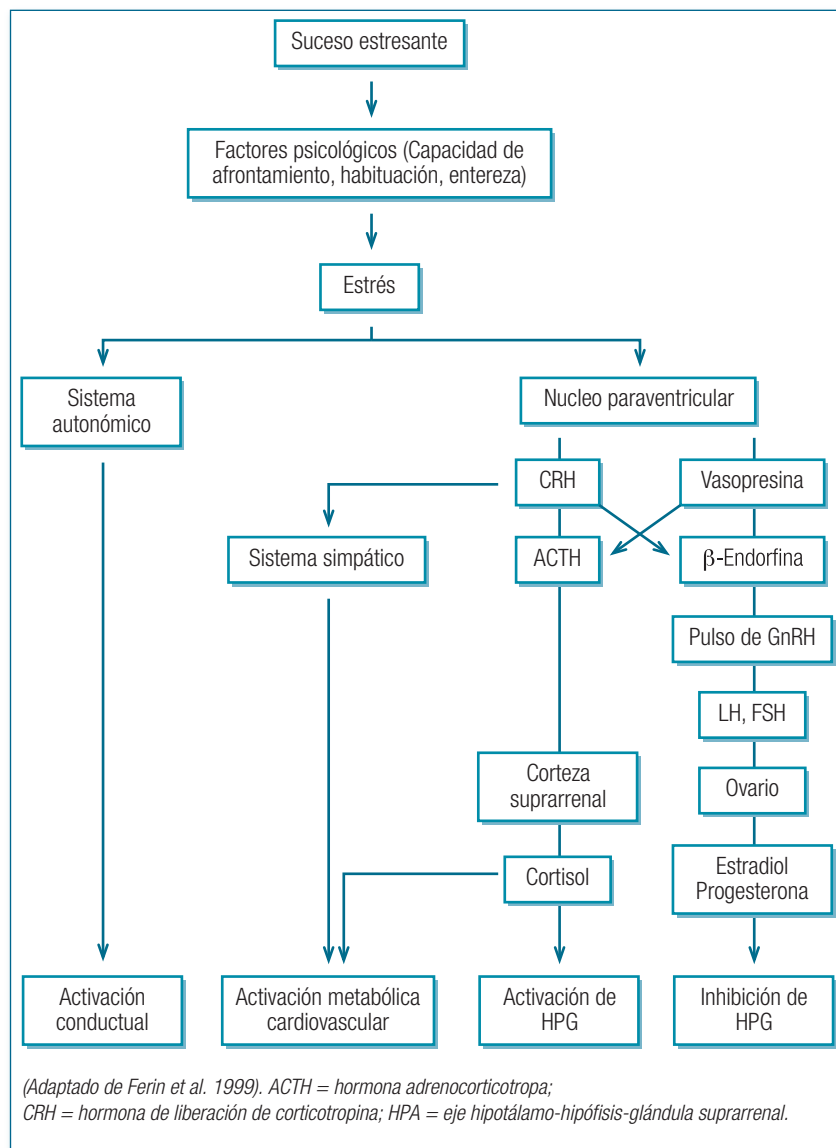 Suceso estresante
Factores psicológicos (Capacidad de
afrontamiento, habituación, entereza)
Estrés
Sistema
autonómico
Nucleo paraventricular
CRH
Vasopresina
Sistema simpático
ACTH
β-Endorfina
Pulso de GnRH
LH, FSH
Corteza
suprarrenal
Ovario
Cortisol
Estradiol
Progesterona
Activación
conductual
Activación metabólica
cardiovascular
Activación de
HPG
Inhibición de
HPG
(Adaptado de Ferin et al. 1999). ACTH = hormona adrenocorticotropa;
CRH = hormona de liberación de corticotropina; HPA = eje hipotálamo-hipófisis-glándula suprarrenal.